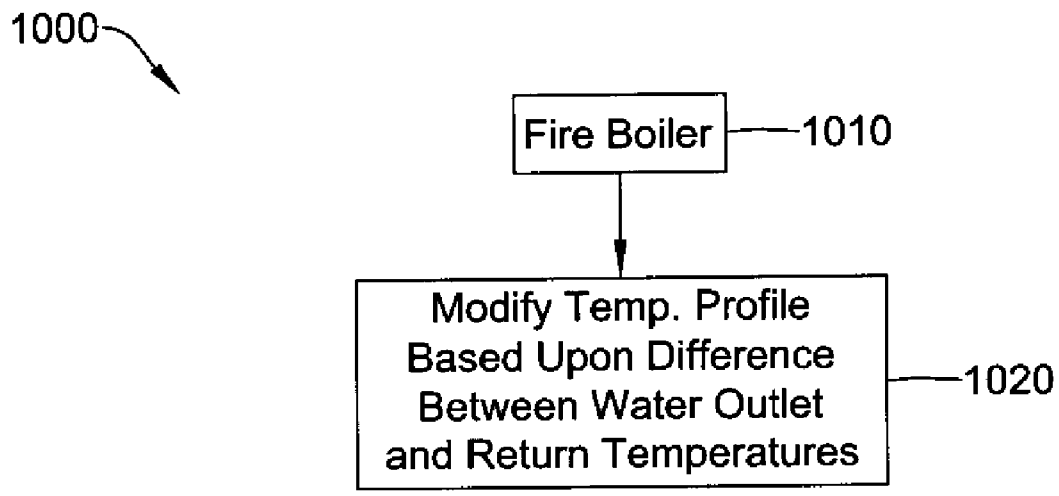 1000
Fire Boiler
1010
Modify Temp. Profile
Based Upon Difference
Between Water Outlet
and Return Temperatures
1020